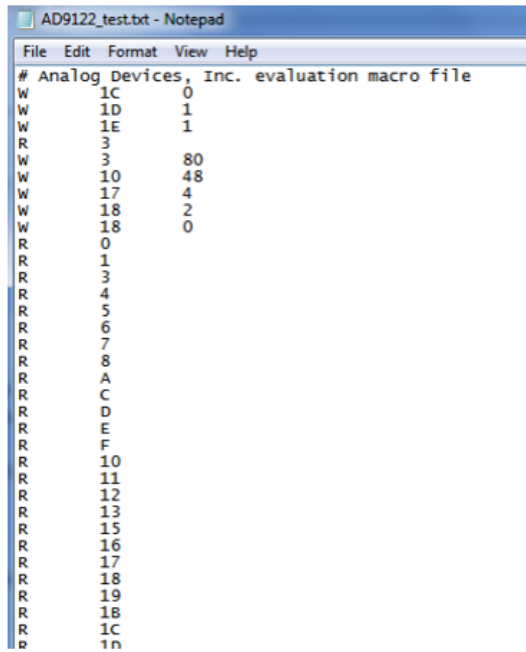 AD9122_test.txt - Notepad
File Edit Format View Help
# Analog Devices, Inc. evaluation macro file
W 1C 0
W 1D 1
W 1E 1
R 3
W 3 80
W 10 48
W 17 4
W 18 2
W 18 0
R 0
R 1
R 3
R 4
R 5
R 6
R 7
R 8
R A
R C
R D
R E
R F
R 10
R 11
R 12
R 13
R 15
R 16
R 17
R 18
R 19
R 1B
R 1C
R 1D